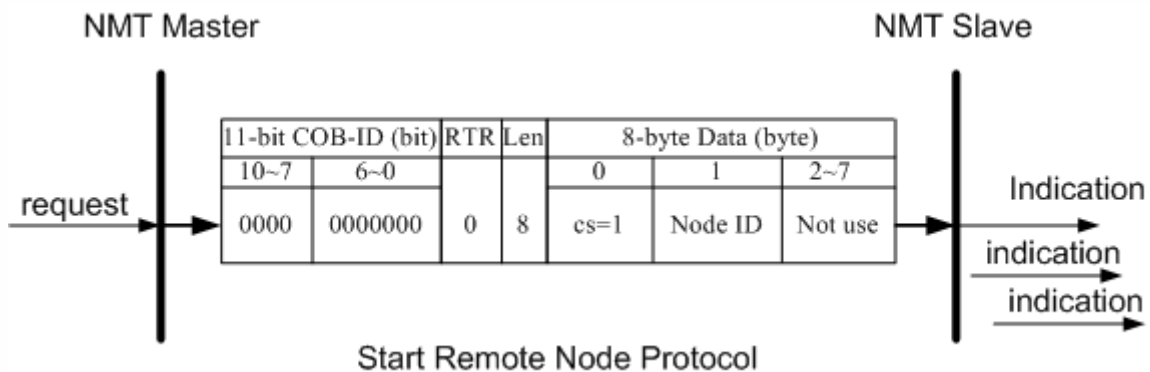 NMT Master NMT Slave
11-bit COB-ID (bit) RTR Len 8-byte Data (byte)
10~7 6~0 0 1 2~7
request 0000 0000000 0 8 cs=1 Node ID Not use Indication
indication
indication
Start Remote Node Protocol